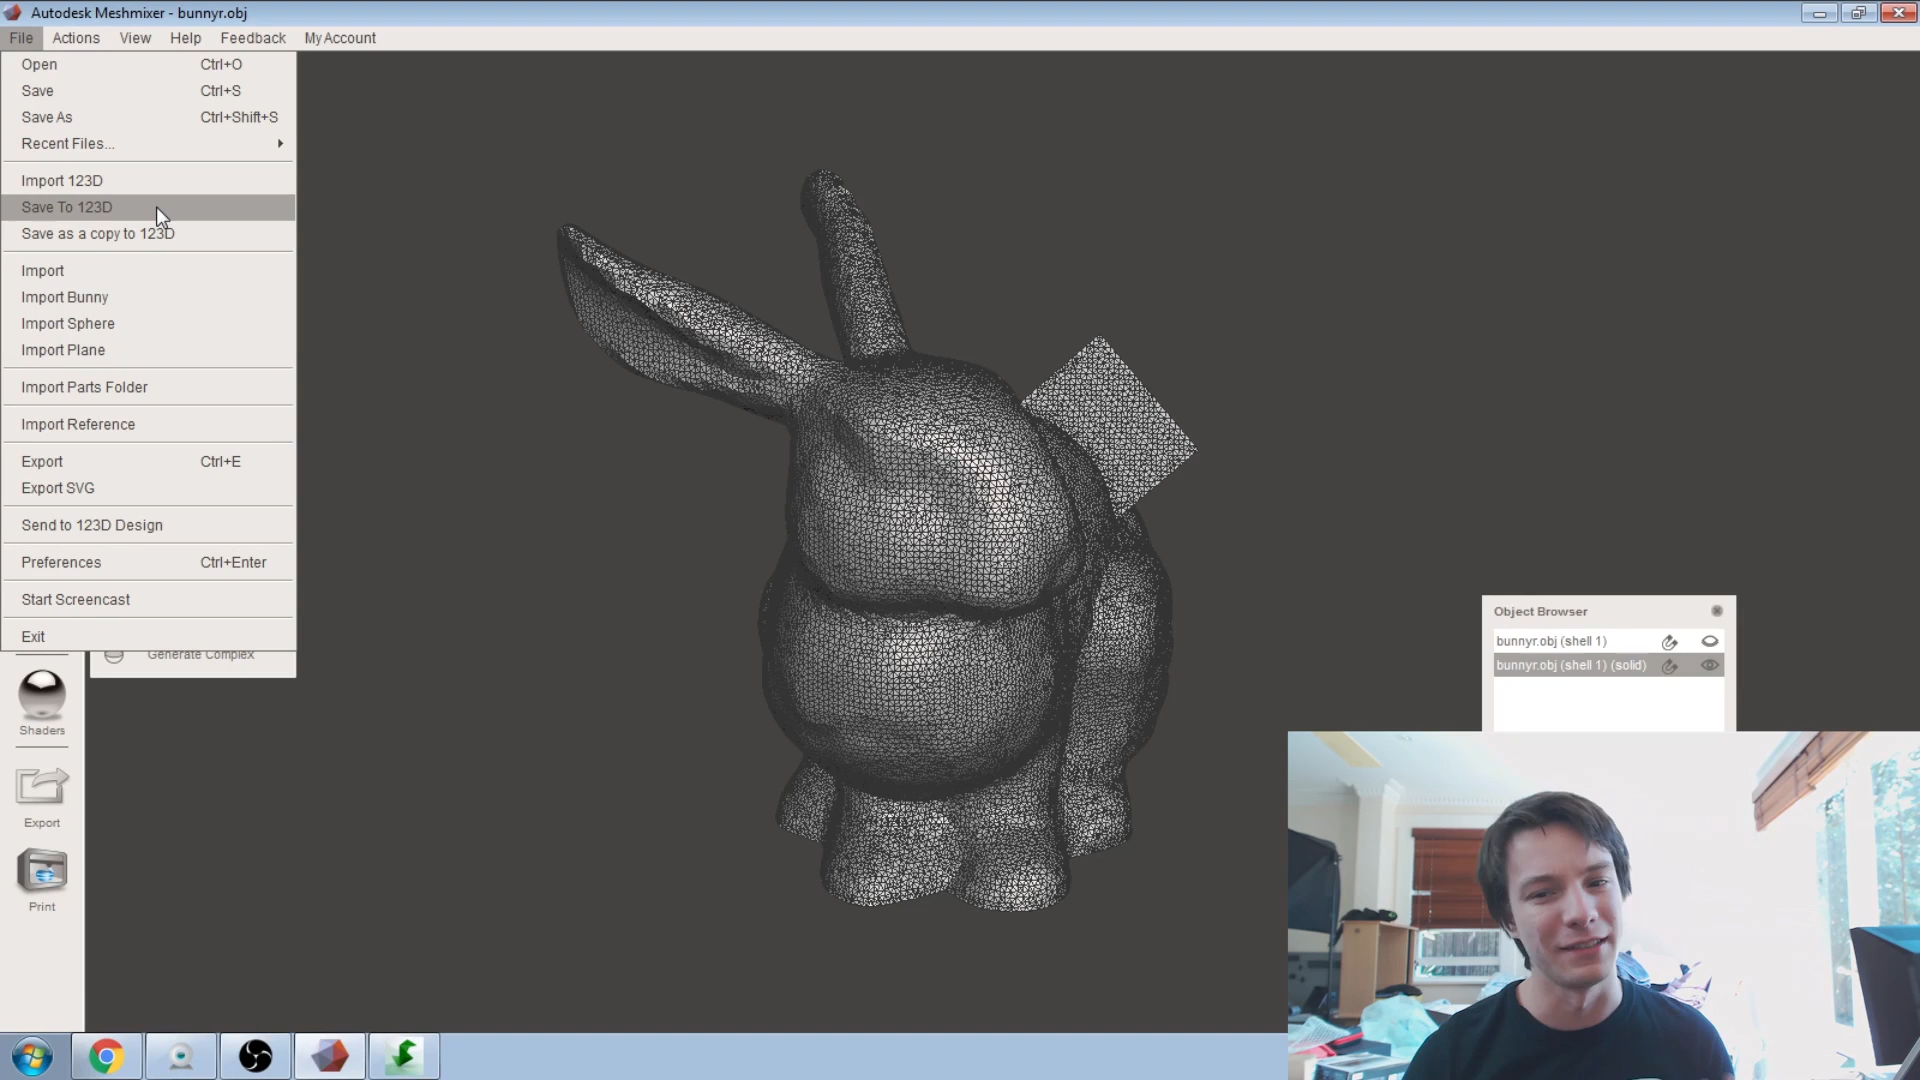 Autodesk Meshmixer - bunnyr.obj
File Actions View Help Feedback My Account
Open Ctrl+O
Save Ctrl+S
Save As Ctrl+Shift+S
Recent Files...
Import 123D
Save To 123D
Save as a copy to 123D
Import
Import Bunny
Import Sphere
Import Plane
Import Parts Folder
Import Reference
Export Ctrl+E
Export SVG
Send to 123D Design
Preferences Ctrl+Enter
Start Screencast
Exit
Generate Complex
Shaders
Export
Print
Object Browser
bunnyr.obj (shell 1)
bunnyr.obj (shell 1) (solid)